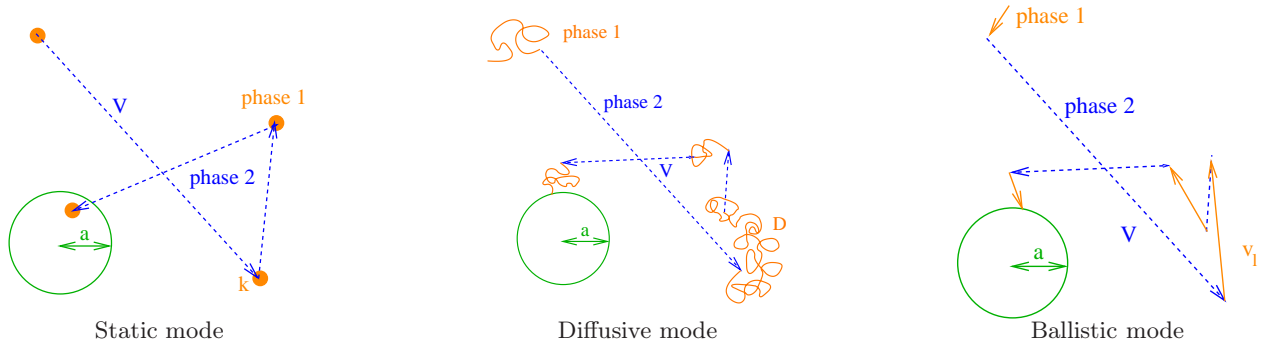 V
phase 1
phase 2
a
k
Static mode
phase 1
phase 2
V
D
a
Diffusive mode
phase 1
phase 2
V
a
v_l
Ballistic mode